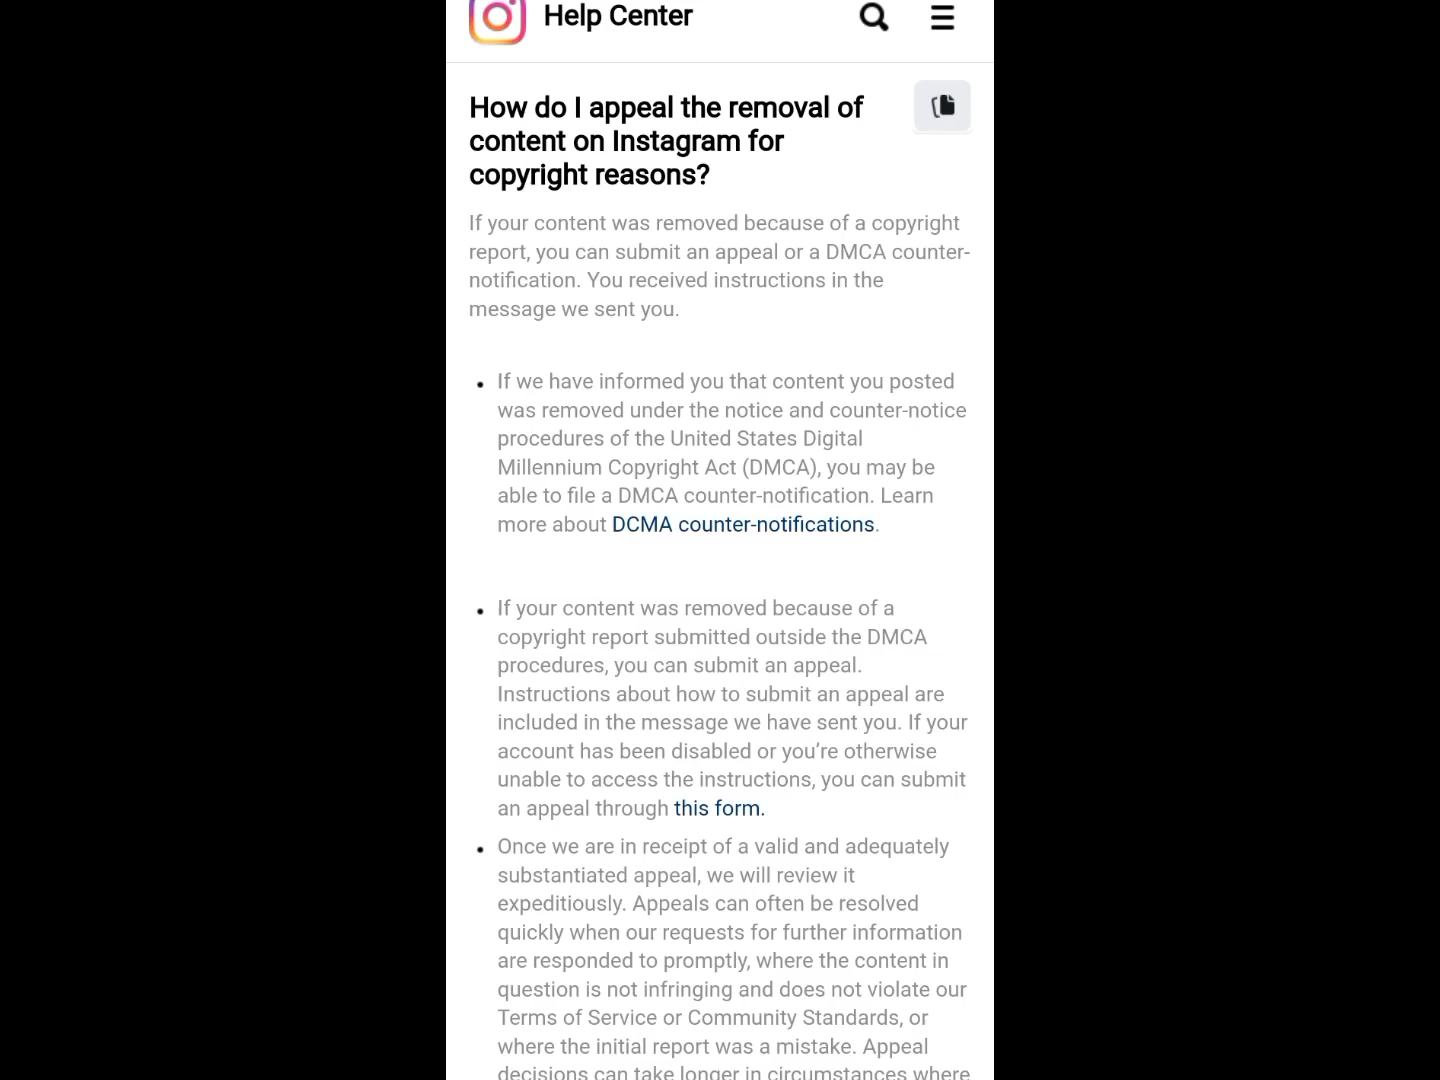 Help Center
How do I appeal the removal of
content on Instagram for
copyright reasons?
If your content was removed because of a copyright
report, you can submit an appeal or a DMCA counter-
notification. You received instructions in the
message we sent you.
If we have informed you that content you posted
was removed under the notice and counter-notice
procedures of the United States Digital
Millennium Copyright Act (DMCA), you may be
able to file a DMCA counter-notification. Learn
more about DCMA counter-notifications.
If your content was removed because of a
copyright report submitted outside the DMCA
procedures, you can submit an appeal.
Instructions about how to submit an appeal are
included in the message we have sent you. If your
account has been disabled or you’re otherwise
unable to access the instructions, you can submit
an appeal through this form.
Once we are in receipt of a valid and adequately
substantiated appeal, we will review it
expeditiously. Appeals can often be resolved
quickly when our requests for further information
are responded to promptly, where the content in
question is not infringing and does not violate our
Terms of Service or Community Standards, or
where the initial report was a mistake. Appeal
decisions can take longer in circumstances where